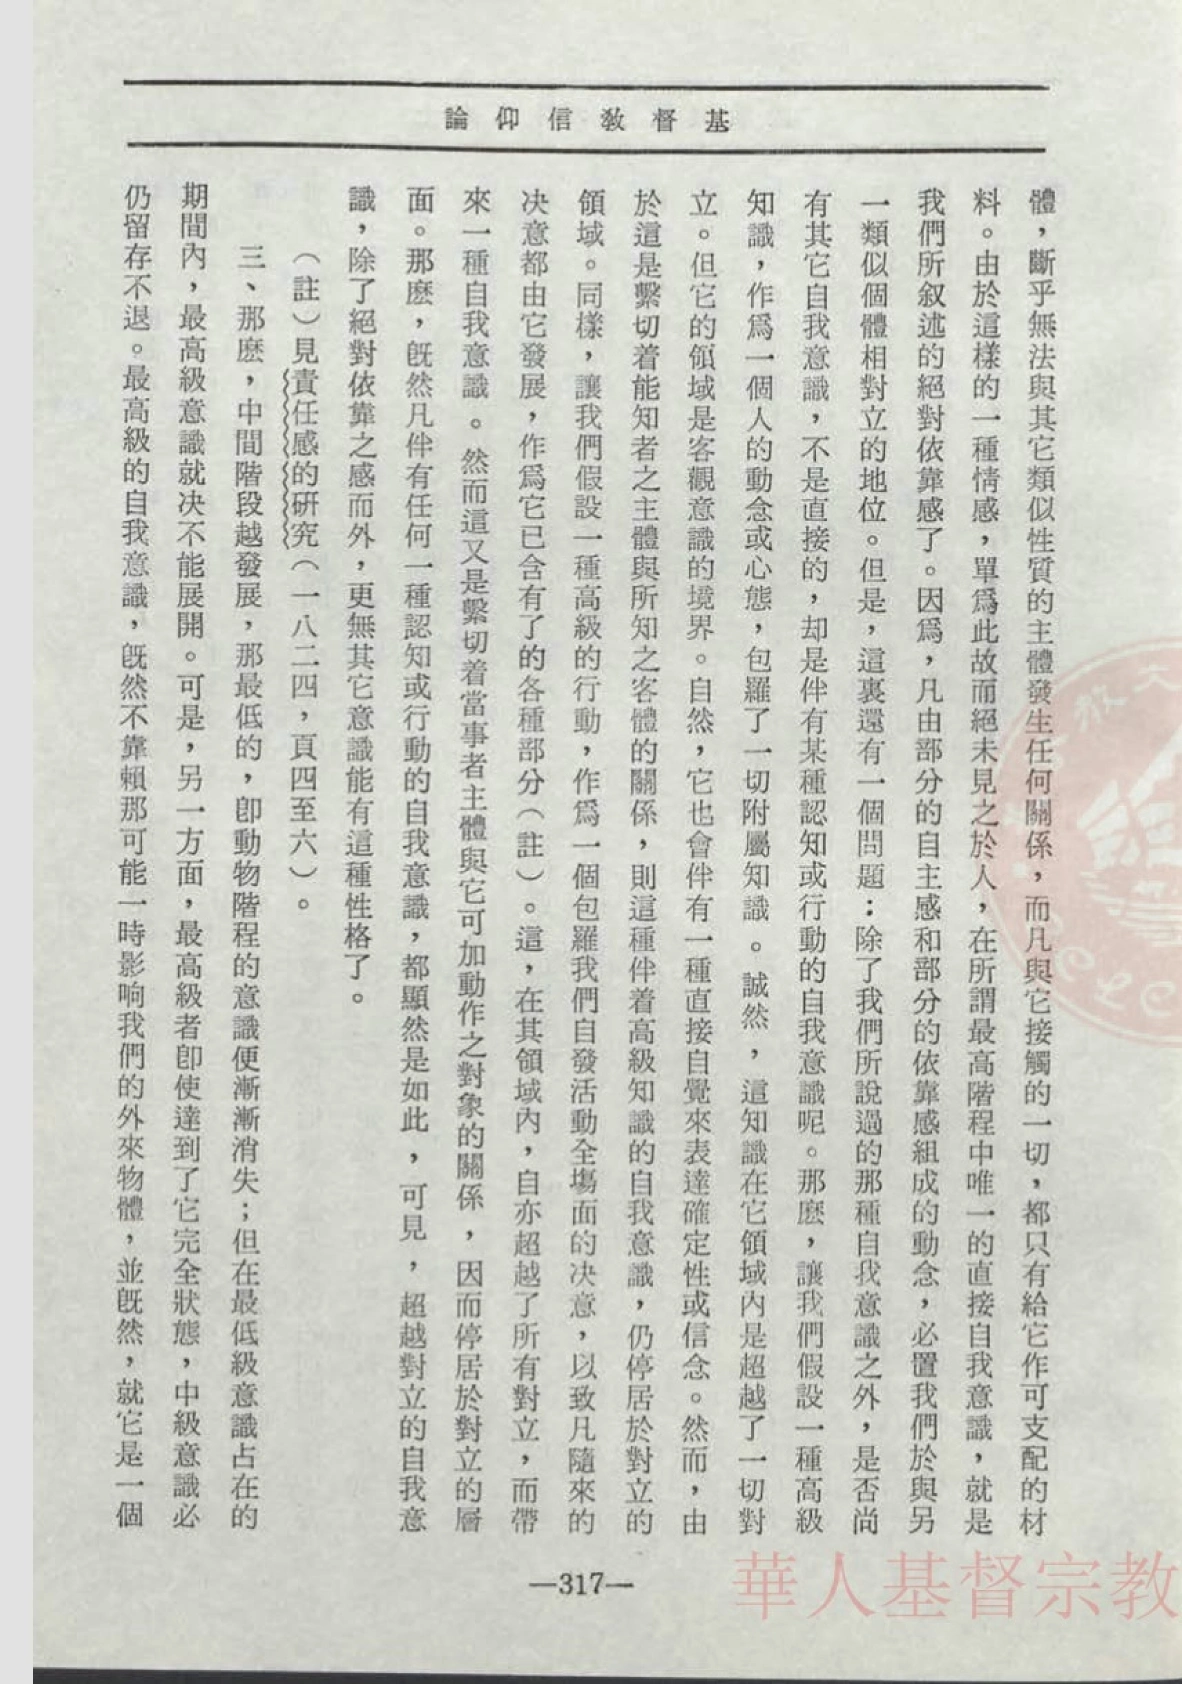 基督教信仰論
體，斷乎無法與其它類似性質的主體發生任何關係，而凡與它接觸的一切，都只有給它作可支配的材
料。由於這樣的一種情感，單爲此故而絕未見之於人，在所謂最高階程中唯一的直接自我意識，就是
我們所叙述的絕對依靠感了。因爲，凡由部分的自主感和部分的依靠感組成的動念，必置我們於與另
一類似個體相對立的地位。但是，這裏還有一個問題：除了我們所說過的那種自我意識之外，是否尚
有其它自我意識，不是直接的，却是伴有某種認知或行動的自我意識呢。那麼，讓我們假設一種高級
知識，作爲一個人的動念或心態，包羅了一切附屬知識。誠然，這知識在它領域內是超越了一切對
立。但它的領域是客觀意識的境界。自然，它也會伴有一種直接自覺來表達確定性或信念。然而，由
於這是繫切着能知者之主體與所知之客體的關係，則這種伴着高級知識的自我意識，仍停居於對立的
領域。同樣，讓我們假設一種高級的行動，作爲一個包羅我們自發活動全場面的決意，以致凡隨來的
決意都由它發展，作爲它已含有了的各種部分（註）。這，在其領域內，自亦超越了所有對立，而帶
來一種自我意識。然而這又是繫切着當事者主體與它可加動作之對象的關係，因而停居於對立的層
面。那麼，旣然凡伴有任何一種認知或行動的自我意識，都顯然是如此，可見，超越對立的自我意
識，除了絕對依靠之感而外，更無其它意識能有這種性格了。
（註）見責任感的研究（一八二四，頁四至六）。
三、那麼，中間階段越發展，那最低的，卽動物階程的意識便漸漸消失；但在最低級意識占在的
期間內，最高級意識就決不能展開。可是，另一方面，最高級者卽使達到了它完全狀態，中級意識必
仍留存不退。最高級的自我意識，旣然不靠賴那可能一時影响我們的外來物體，並旣然，就它是一個
—317—
華人基督宗教